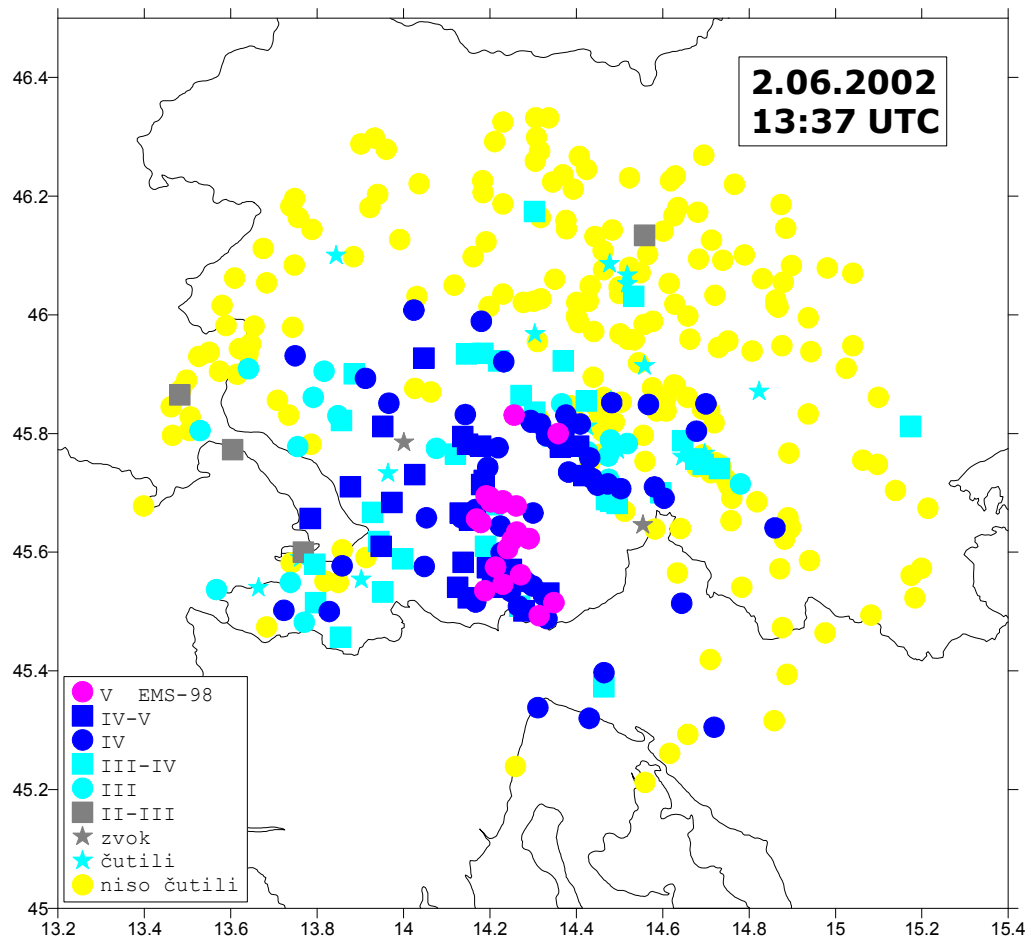 2.06.2002
13:37 UTC
46.4
46.2
46
45.8
45.6
45.4
45.2
45
V EMS-98
IV-V
IV
III-IV
III
II-III
zvok
čutili
niso čutili
13.2 13.4 13.6 13.8 14 14.2 14.4 14.6 14.8 15 15.2 15.4